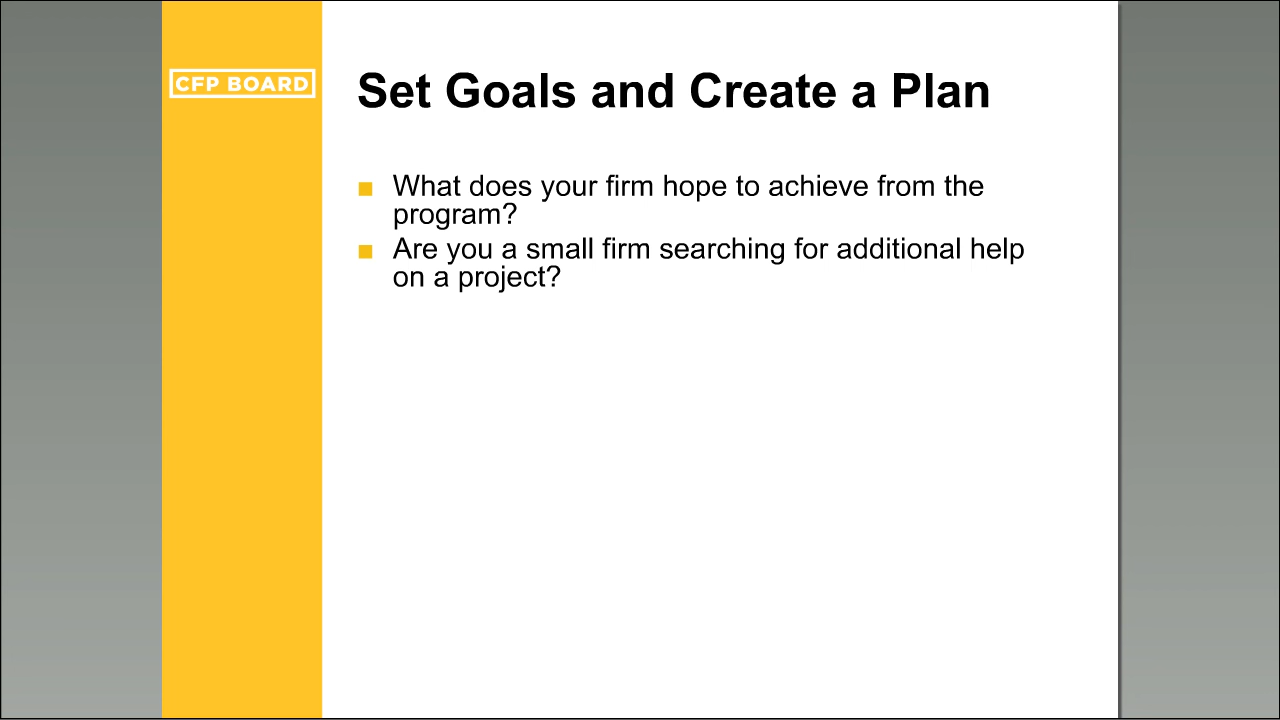 CFP BOARD
Set Goals and Create a Plan
What does your firm hope to achieve from the
program?
Are you a small firm searching for additional help
on a project?